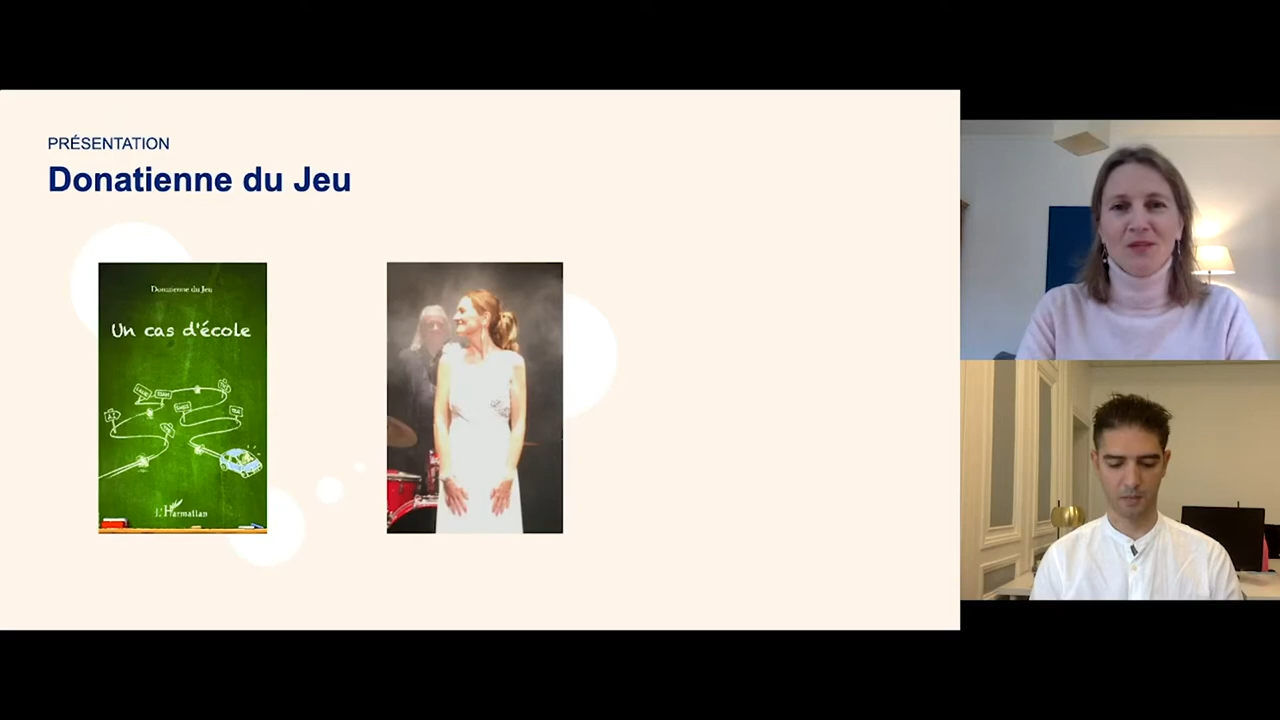 PRÉSENTATION
Donatienne du Jeu
Donatienne du Jeu
Un cas d'école
L'Harmattan